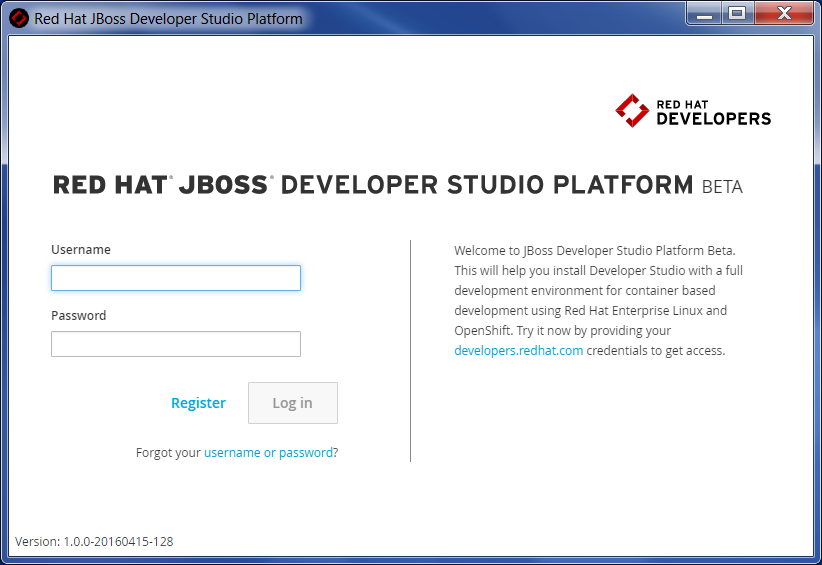 Red Hat JBoss Developer Studio Platform
RED HAT
DEVELOPERS
RED HAT® JBOSS® DEVELOPER STUDIO PLATFORM BETA
Username
Password
Register
Log in
Forgot your username or password?
Welcome to JBoss Developer Studio Platform Beta.
This will help you install Developer Studio with a full
development environment for container based
development using Red Hat Enterprise Linux and
OpenShift. Try it now by providing your
developers.redhat.com credentials to get access.
Version: 1.0.0-20160415-128